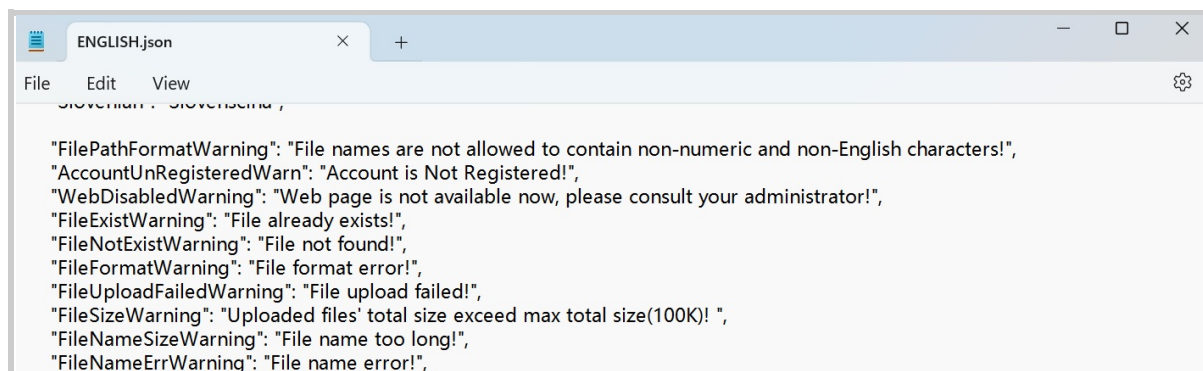 ENGLISH.json
File Edit View
"Slovenian": "Slovenščina",
"FilePathFormatWarning": "File names are not allowed to contain non-numeric and non-English characters!",
"AccountUnRegisteredWarn": "Account is Not Registered!",
"WebDisabledWarning": "Web page is not available now, please consult your administrator!",
"FileExistWarning": "File already exists!",
"FileNotExistWarning": "File not found!",
"FileFormatWarning": "File format error!",
"FileUploadFailedWarning": "File upload failed!",
"FileSizeWarning": "Uploaded files' total size exceed max total size(100K)! ",
"FileNameSizeWarning": "File name too long!",
"FileNameErrWarning": "File name error!",